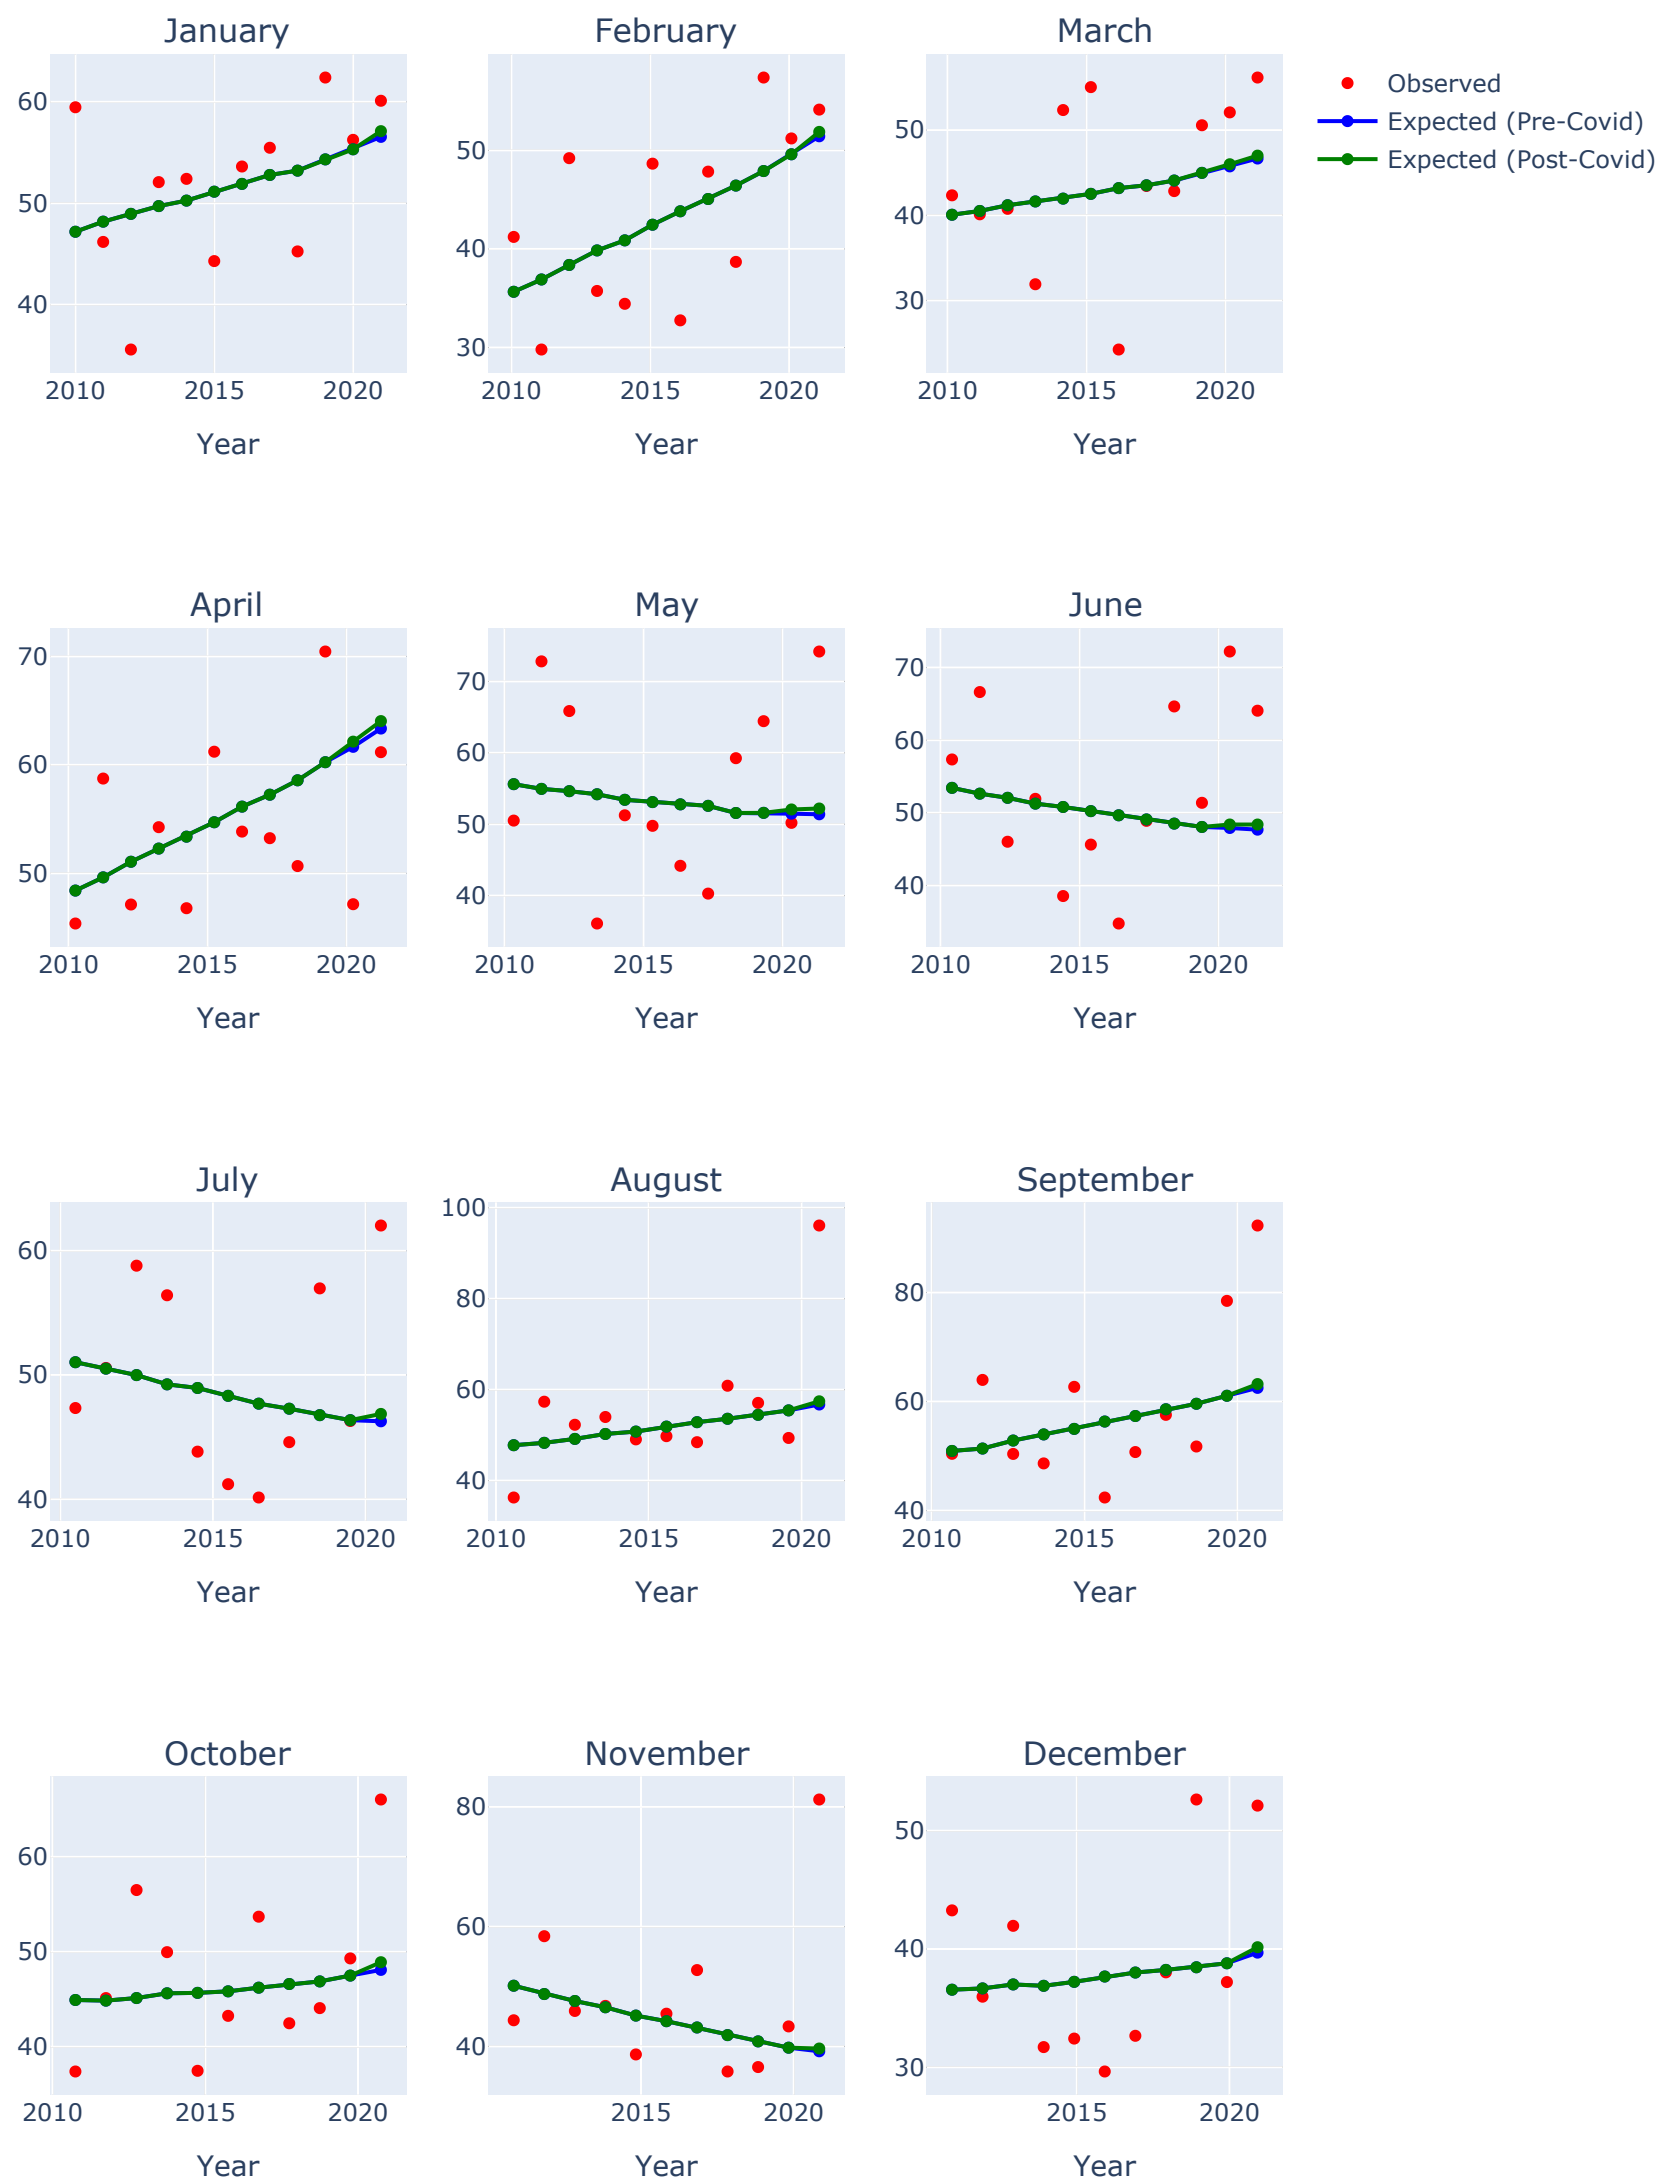 January
February
March
60
50
40
2010
2015
2020
Year
50
40
30
2010
2015
2020
Year
50
40
30
2010
2015
2020
Year
Observed
Expected (Pre-Covid)
Expected (Post-Covid)
April
May
June
70
60
50
2010
2015
2020
Year
70
60
50
40
2010
2015
2020
Year
70
60
50
40
2010
2015
2020
Year
July
August
September
60
50
40
2010
2015
2020
Year
100
80
60
40
2010
2015
2020
Year
80
60
40
2010
2015
2020
Year
October
November
December
60
50
40
2010
2015
2020
Year
80
60
40
2015
2020
Year
50
40
30
2015
2020
Year